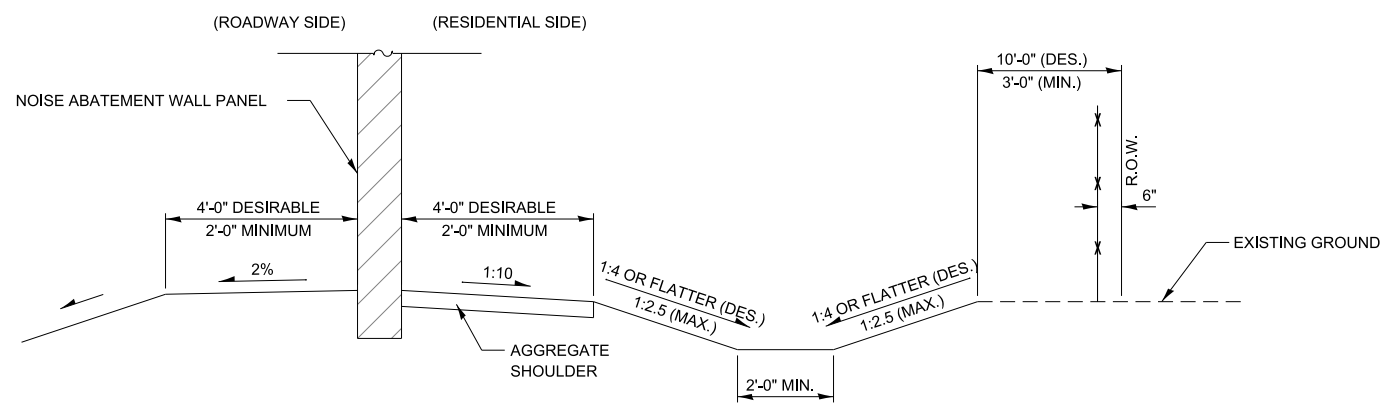 (ROADWAY SIDE)
(RESIDENTIAL SIDE)
10'-0" (DES.)
3'-0" (MIN.)
NOISE ABATEMENT WALL PANEL
R.O.W.
6"
4'-0" DESIRABLE
2'-0" MINIMUM
4'-0" DESIRABLE
2'-0" MINIMUM
EXISTING GROUND
2%
1:10
1:4 OR FLATTER (DES.)
1:2.5 (MAX.)
1:4 OR FLATTER (DES.)
1:2.5 (MAX.)
AGGREGATE
SHOULDER
2'-0" MIN.